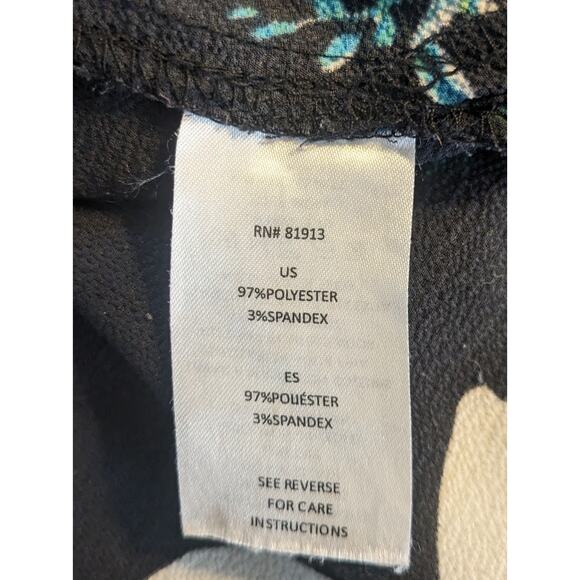 RN# 81913
US
97%POLYESTER
3%SPANDEX
ES
97%POLIÉSTER
3%SPANDEX
SEE REVERSE
FOR CARE
INSTRUCTIONS